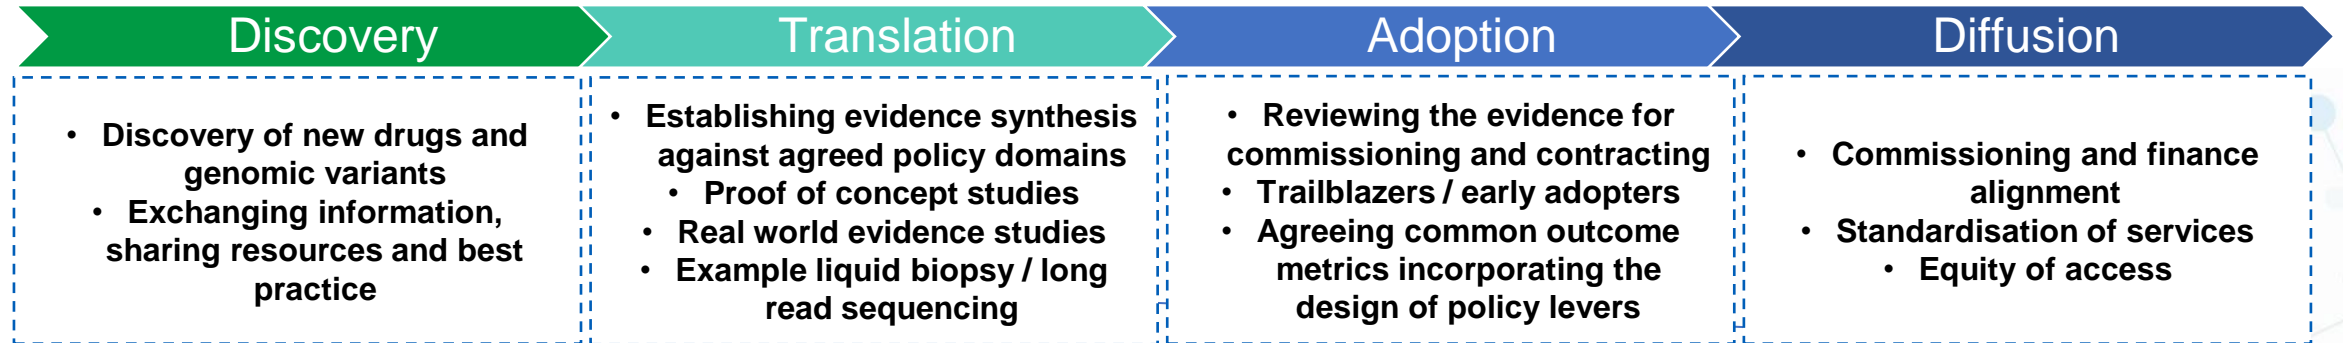 Discovery
Translation
Adoption
Diffusion
• Discovery of new drugs and
genomic variants
• Exchanging information,
sharing resources and best
practice
• Establishing evidence synthesis
against agreed policy domains
• Proof of concept studies
• Real world evidence studies
• Example liquid biopsy / long
read sequencing
• Reviewing the evidence for
commissioning and contracting
• Trailblazers / early adopters
• Agreeing common outcome
metrics incorporating the
design of policy levers
• Commissioning and finance
alignment
• Standardisation of services
• Equity of access